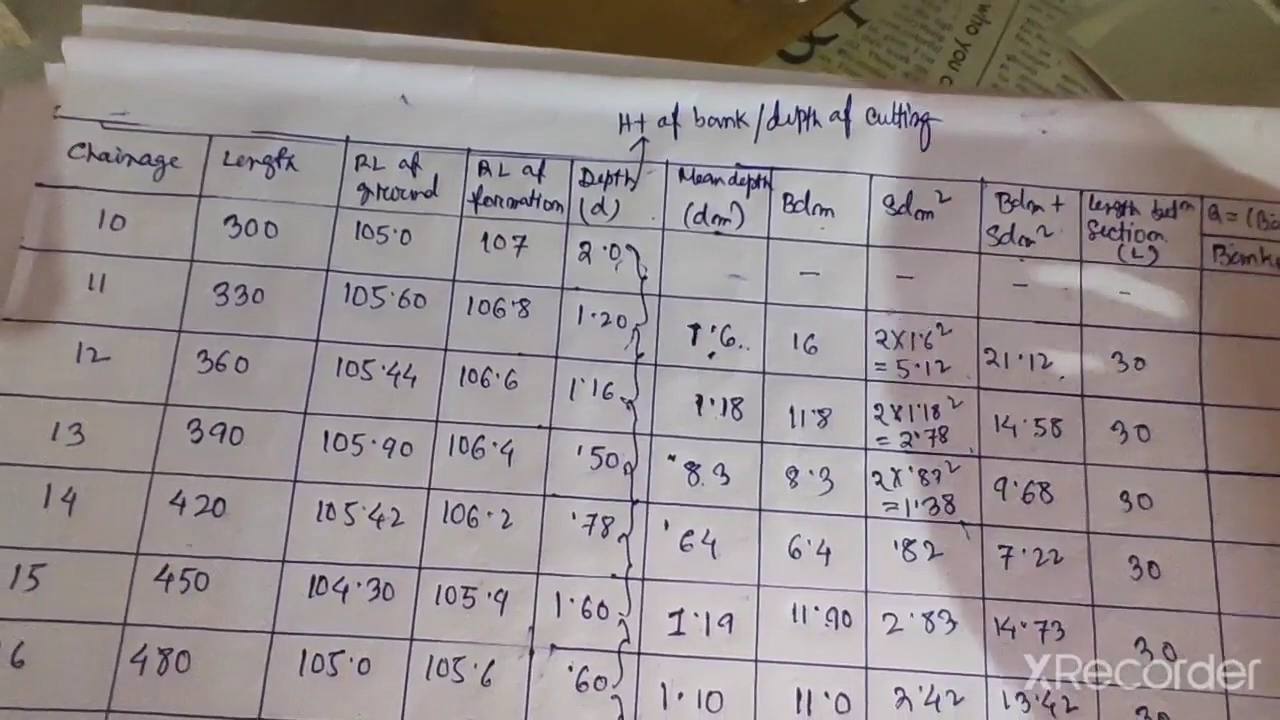 Ht of bank/depth of cutting
Chainage Length RL of ground RL of formation Depth (d) Mean depth (dm) Bdm Sdm² Bdm + Sdm² Length betn Section (L) Q = (B
Bank
10 300 105.0 107 2.0 — — — -
11 330 105.60 106.8 1.20 1.6 16 2×1.6² = 5.12 21.12 30
12 360 105.44 106.6 1.16 1.18 11.8 2×1.18² = 2.78 14.58 30
13 390 105.90 106.4 .50 .8.3 8.3 2×.83² = 1.38 9.68 30
14 420 105.42 106.2 .78 .64 6.4 .82 7.22 30
15 450 104.30 105.9 1.60 1.19 11.90 2.83 14.73 30
6 480 105.0 105.6 .60 1.10 11.0 2.42 13.42 30
who you
XRecorder